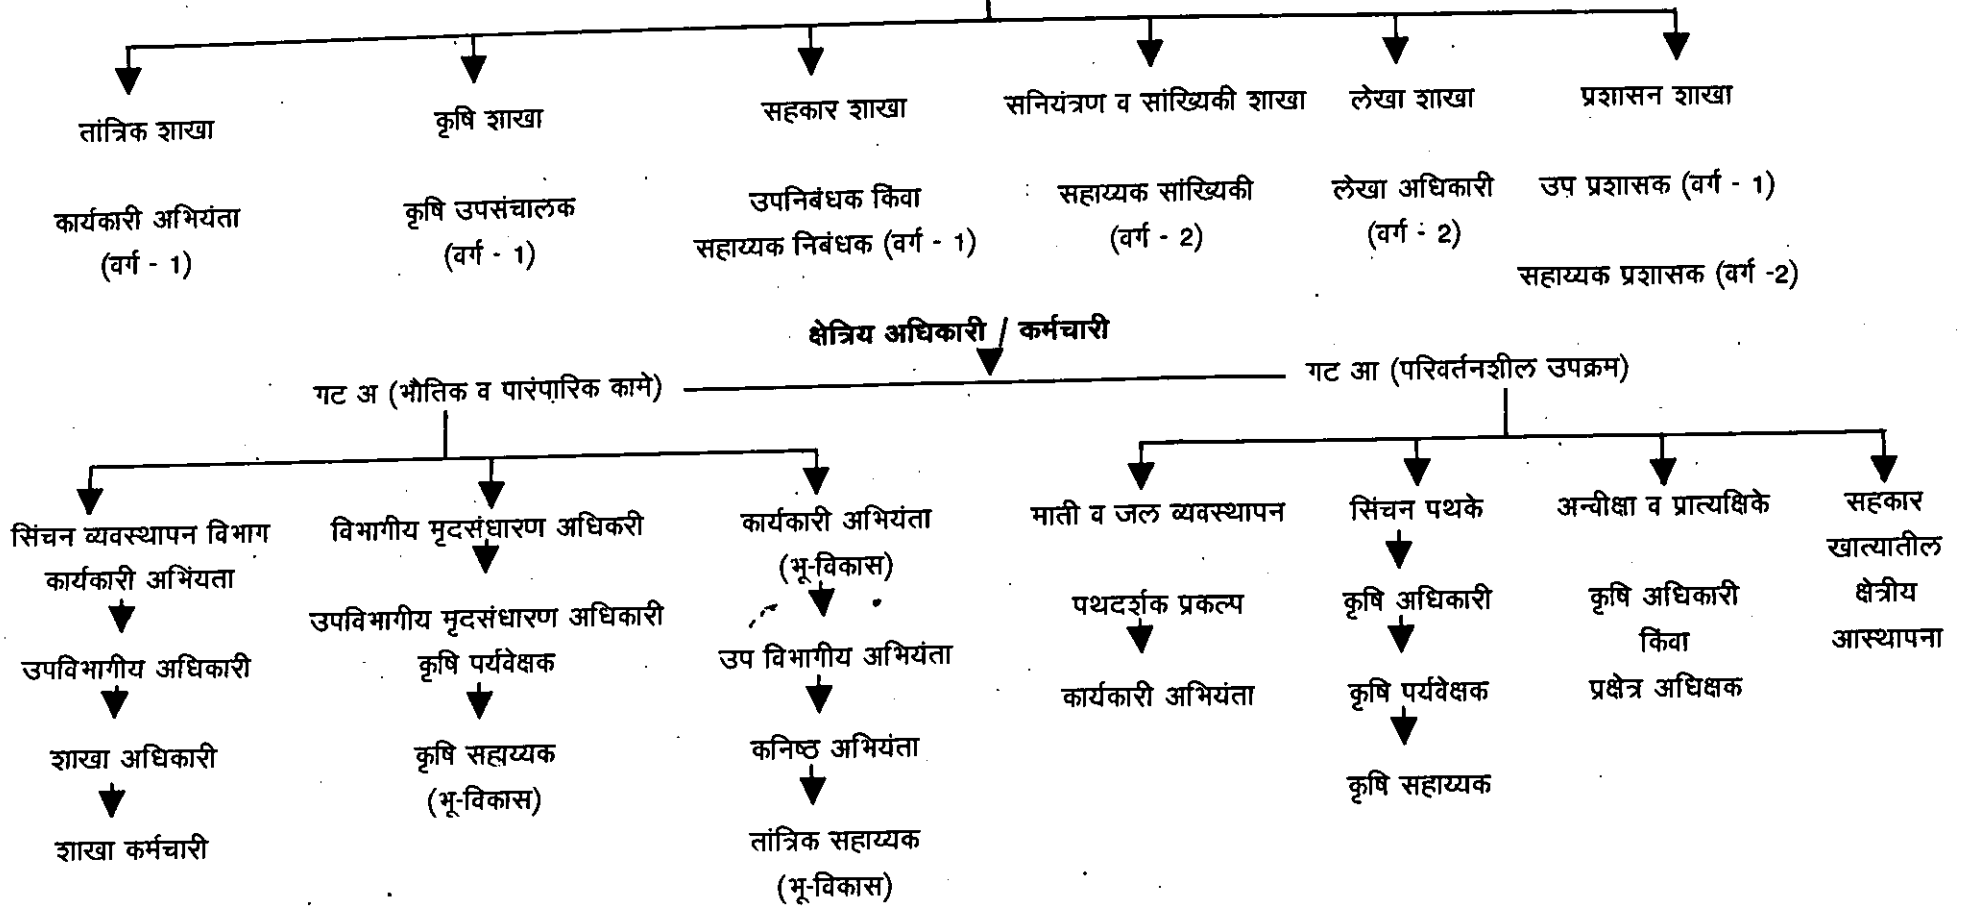 तांत्रिक शाखा
कार्यकारी अभियंता
(वर्ग - 1)
कृषि शाखा
कृषि उपसंचालक
(वर्ग - 1)
सहकार शाखा
उपनिबंधक किंवा
सहाय्यक निबंधक (वर्ग - 1)
सनियंत्रण व सांख्यिकी शाखा
सहाय्यक सांख्यिकी
(वर्ग - 2)
लेखा शाखा
लेखा अधिकारी
(वर्ग - 2)
प्रशासन शाखा
उप प्रशासक (वर्ग - 1)
सहाय्यक प्रशासक (वर्ग -2)
क्षेत्रिय अधिकारी / कर्मचारी
गट अ (भौतिक व पारंपारिक कामे)
गट आ (परिवर्तनशील उपक्रम)
सिंचन व्यवस्थापन विभाग
कार्यकारी अभिंयता
उपविभागीय अधिकारी
शाखा अधिकारी
शाखा कर्मचारी
विभागीय मृदसंधारण अधिकरी
उपविभागीय मृदसंधारण अधिकारी
कृषि पर्यवेक्षक
कृषि सहाय्यक
(भू-विकास)
कार्यकारी अभियंता
(भू-विकास)
उप विभागीय अभियंता
कनिष्ठ अभियंता
तांत्रिक सहाय्यक
(भू-विकास)
माती व जल व्यवस्थापन
पथदर्शक प्रकल्प
कार्यकारी अभियंता
सिंचन पथके
कृषि अधिकारी
कृषि पर्यवेक्षक
कृषि सहाय्यक
अन्वीक्षा व प्रात्यक्षिके
कृषि अधिकारी
किंवा
प्रक्षेत्र अधिक्षक
सहकार
खात्यातील
क्षेत्रीय
आस्थापना